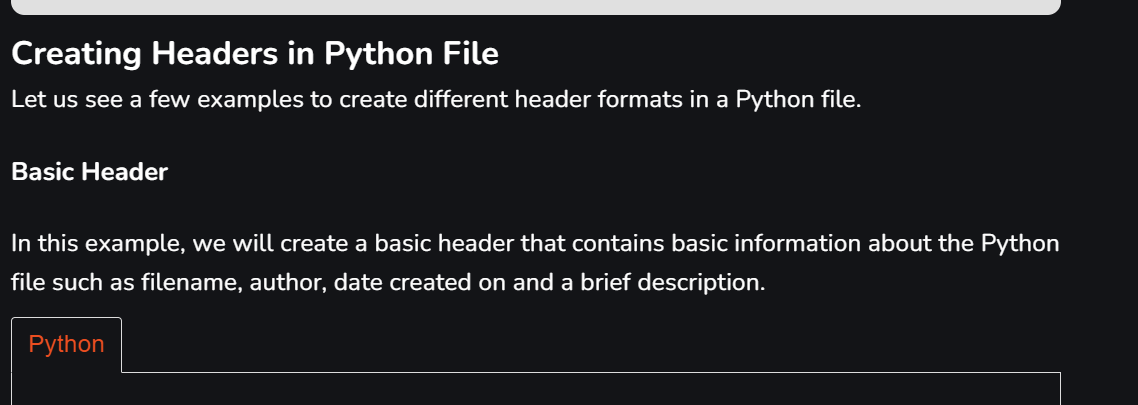 Creating Headers in Python File
Let us see a few examples to create different header formats in a Python file.
Basic Header
In this example, we will create a basic header that contains basic information about the Python
file such as filename, author, date created on and a brief description.
Python